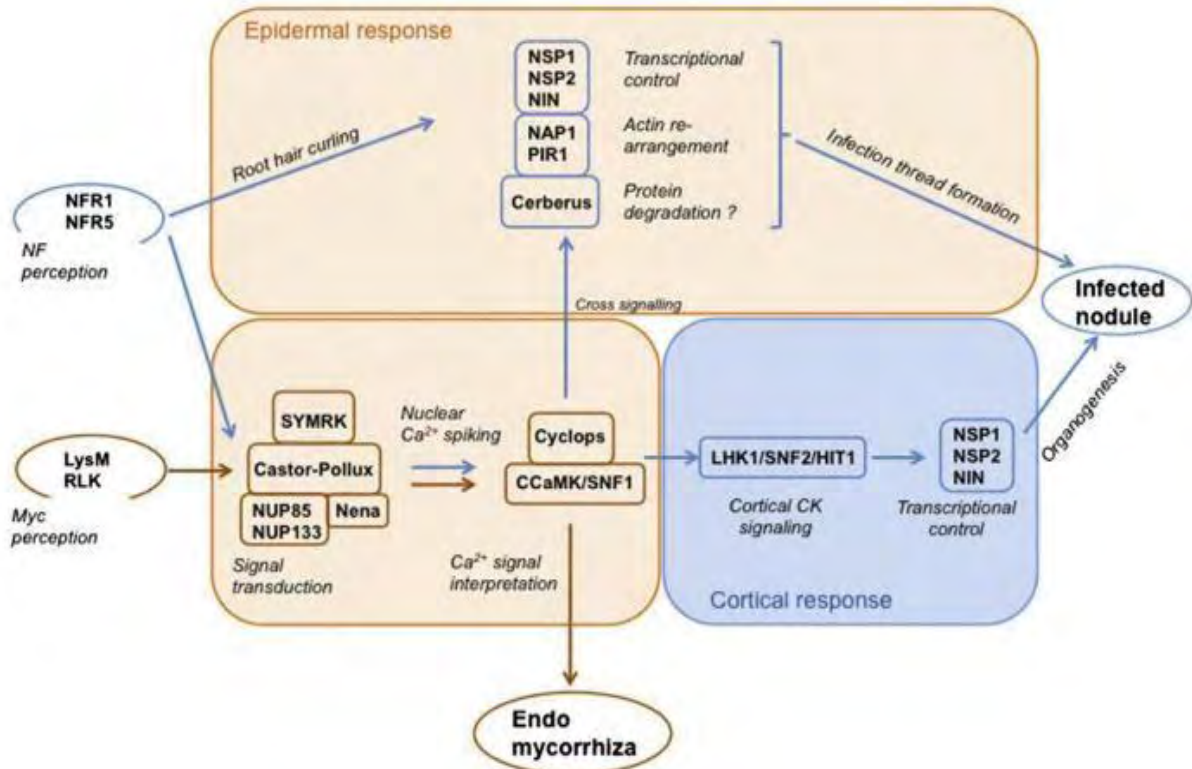 Epidermal response
NSP1
NSP2
NIN
Transcriptional
control
NAP1
PIR1
Actin re-
arrangement
Cerberus
Protein
degradation ?
Root hair curling
Infection thread formation
NFR1
NFR5
NF
perception
Cross signalling
Infected
nodule
SYMRK
Nuclear
Ca²⁺ spiking
Cyclops
Castor-Pollux
CCaMK/SNF1
NUP85
NUP133
Nena
Signal
transduction
Ca²⁺ signal
interpretation
LysM
RLK
Myc
perception
LHK1/SNF2/HIT1
Cortical CK
signaling
NSP1
NSP2
NIN
Transcriptional
control
Organogenesis
Cortical response
Endo
mycorrhiza